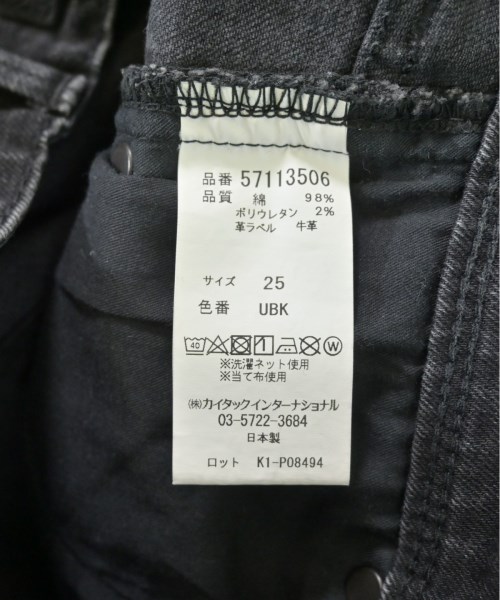 品番 57113506
品質 綿 98%
ポリウレタン 2%
革ラベル 牛革
サイズ 25
色番 UBK
40 1 W
※洗濯ネット使用
※当て布使用
㈱カイタックインターナショナル
03-5722-3684
日本製
ロット K1-P08494